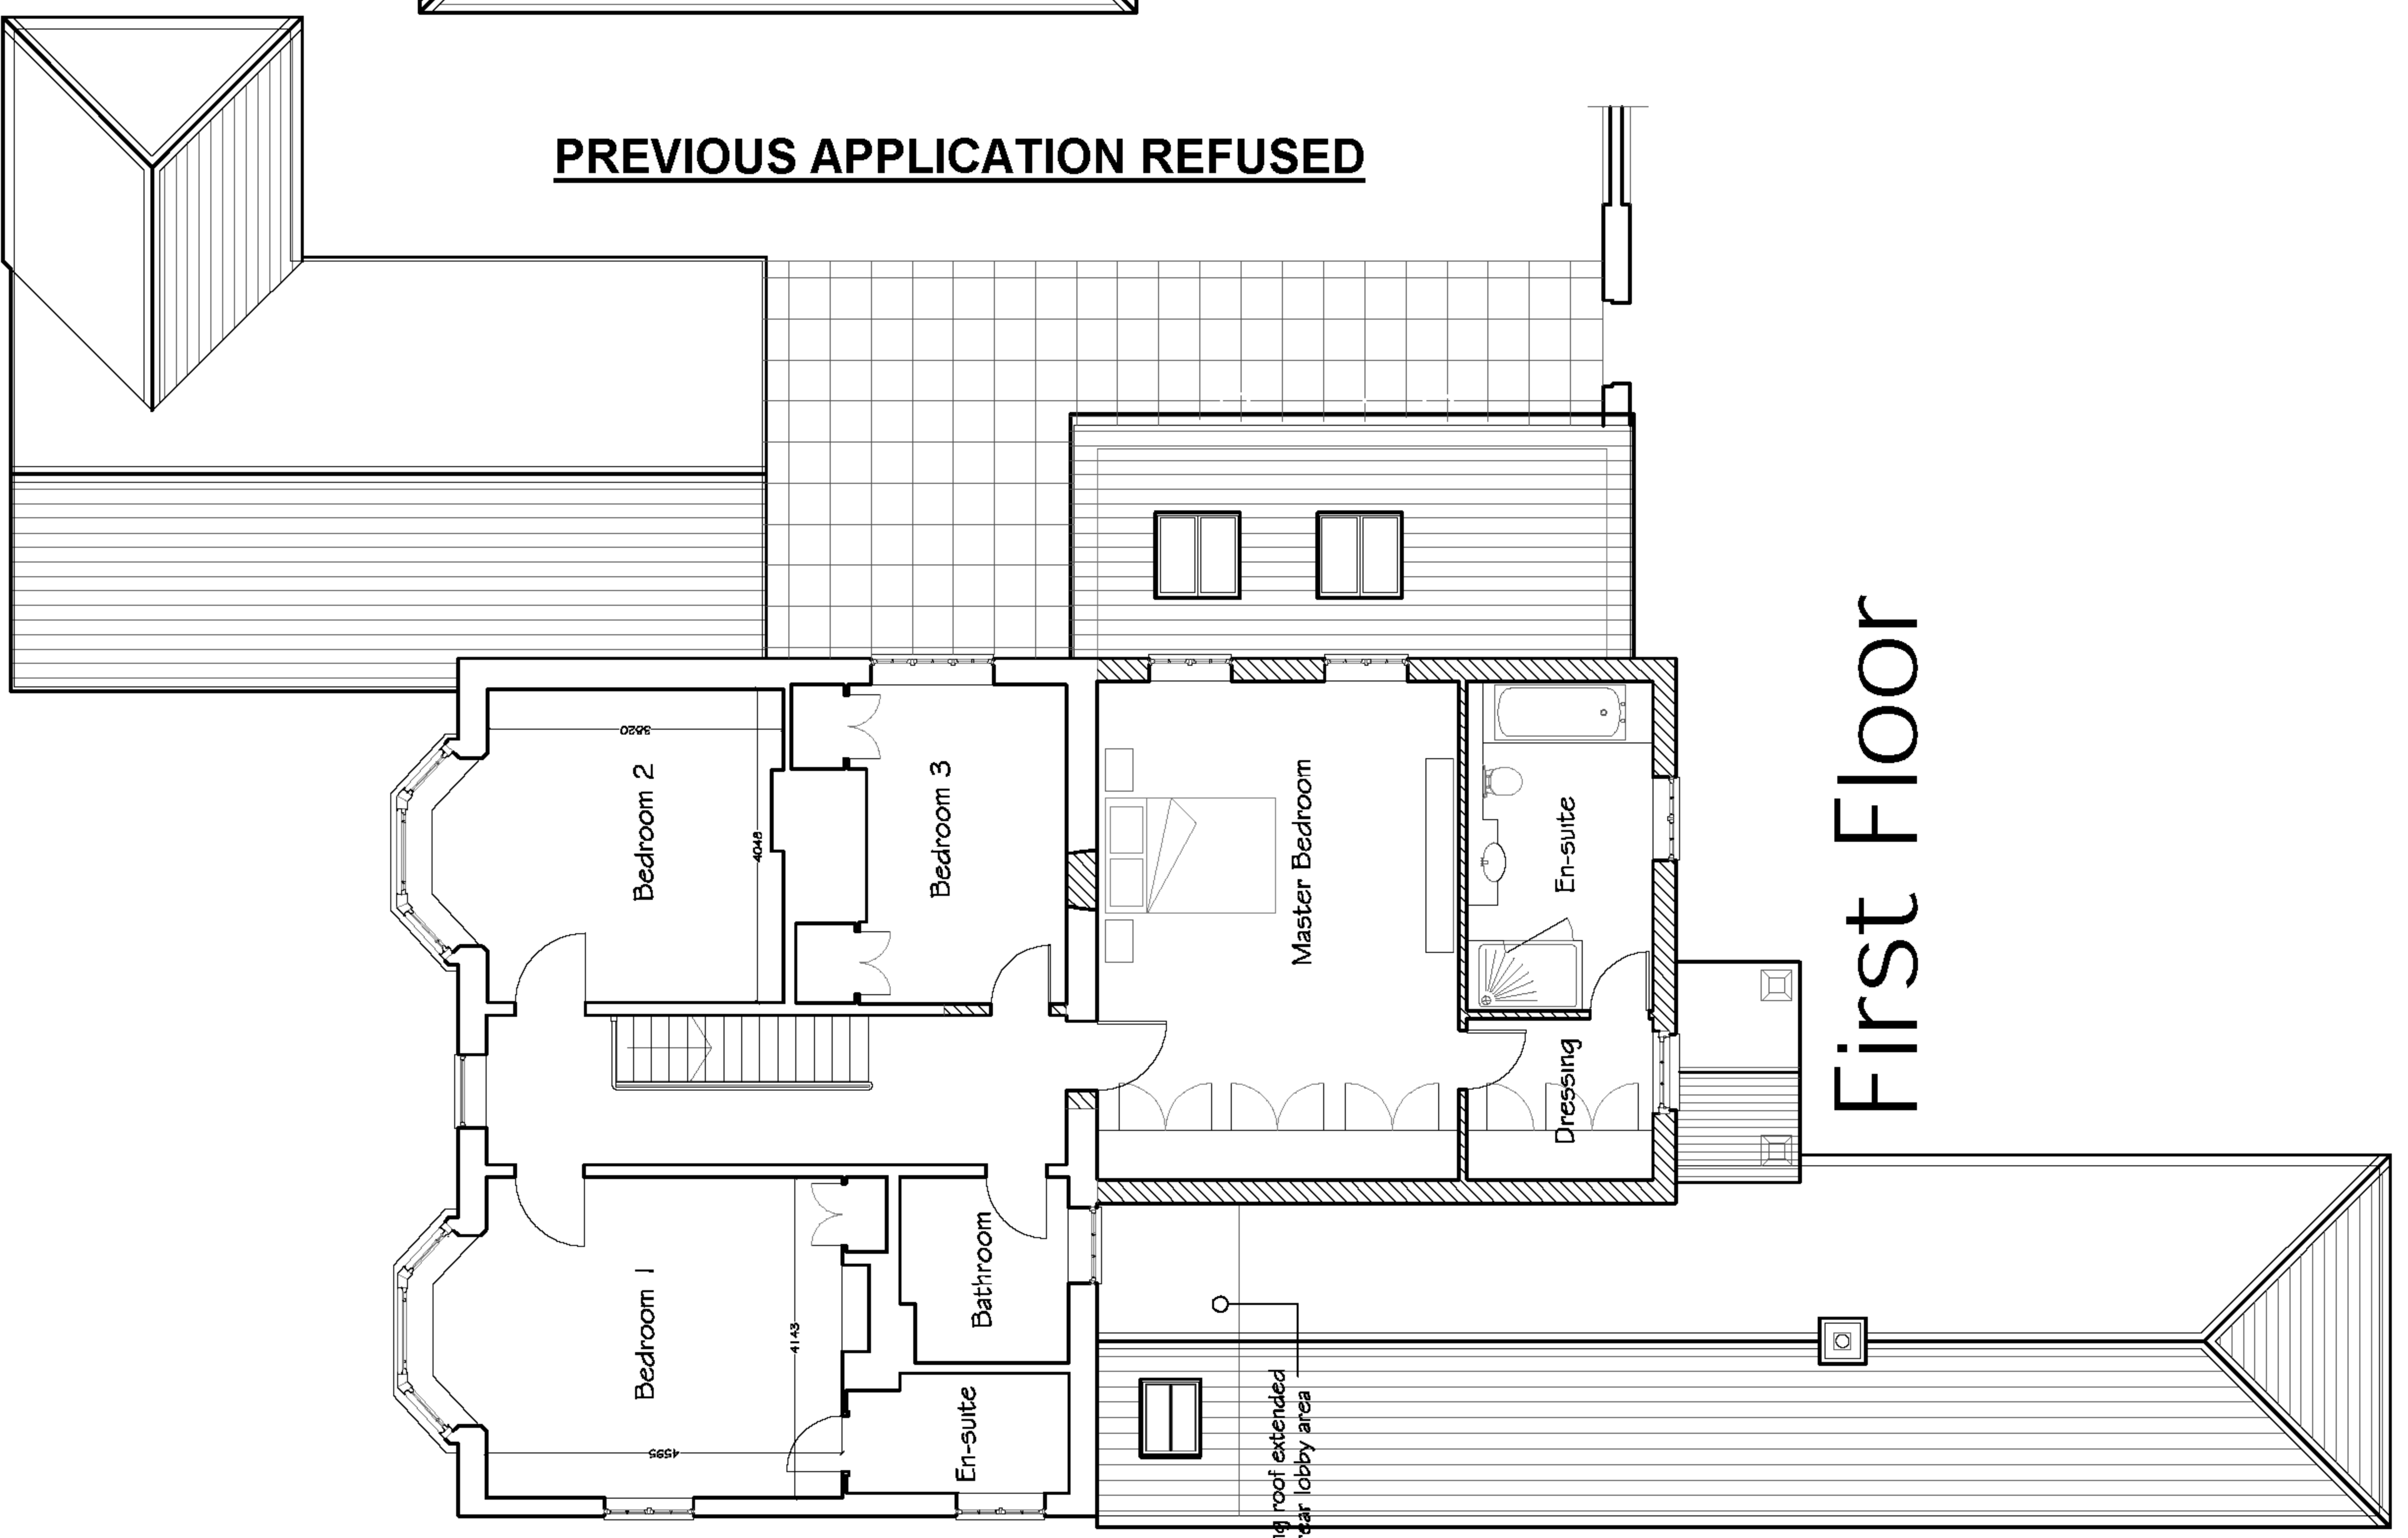 PREVIOUS APPLICATION REFUSED
3820
Bedroom 2
4048
Bedroom 3
Master Bedroom
En-suite
Dressing
First Floor
Bedroom 1
4143
4595
Bathroom
En-suite
roof extended
lobby area